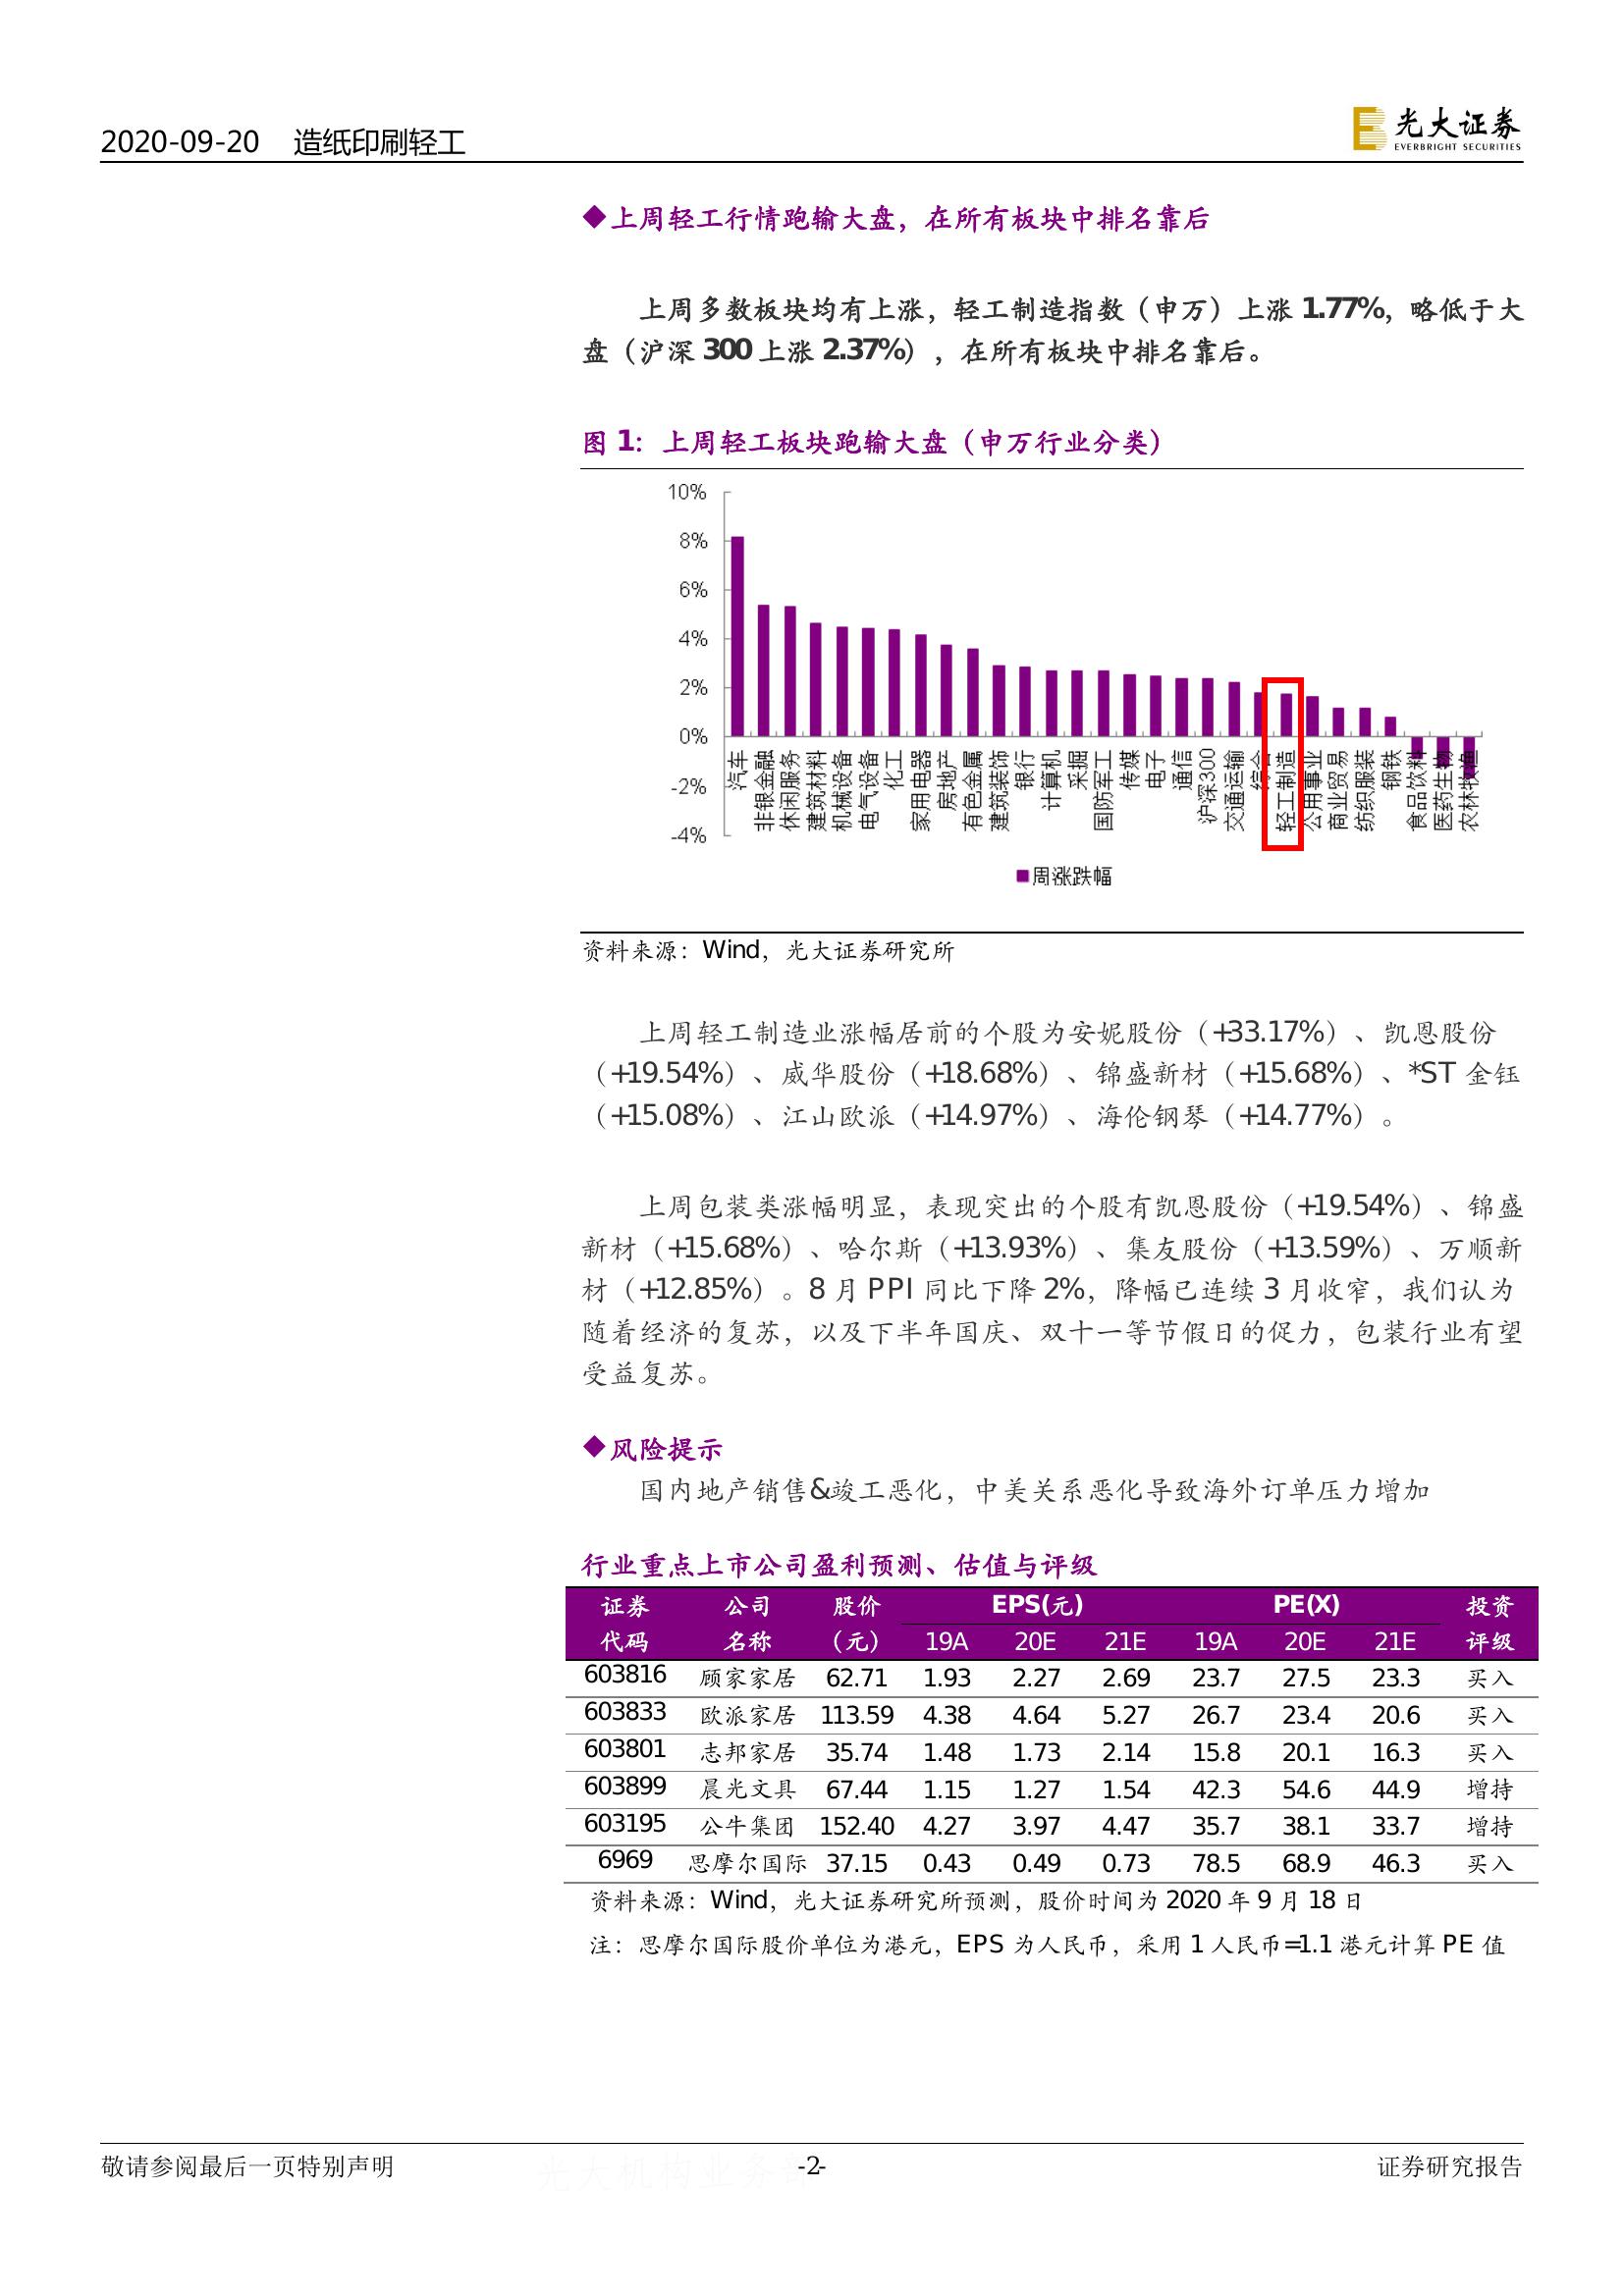 2020-09-20 造纸印刷轻工
光大证券
EVERBRIGHT SECURITIES
◆上周轻工行情跑输大盘，在所有板块中排名靠后
上周多数板块均有上涨，轻工制造指数（申万）上涨 1.77%，略低于大
盘（沪深 300 上涨 2.37%），在所有板块中排名靠后。
图 1：上周轻工板块跑输大盘（申万行业分类）
10%
8%
6%
4%
2%
0%
-2%
-4%
汽车
非银金融
休闲服务
建筑材料
机械设备
电气设备
化工
家用电器
房地产
有色金属
建筑装饰
银行
计算机
采掘
国防军工
传媒
电子
通信
沪深300
交通运输
综合
轻工制造
公用事业
商业贸易
纺织服装
钢铁
食品饮料
医药生物
农林牧渔
周涨跌幅
资料来源：Wind，光大证券研究所
上周轻工制造业涨幅居前的个股为安妮股份（+33.17%）、凯恩股份
（+19.54%）、威华股份（+18.68%）、锦盛新材（+15.68%）、*ST 金钰
（+15.08%）、江山欧派（+14.97%）、海伦钢琴（+14.77%）。
上周包装类涨幅明显，表现突出的个股有凯恩股份（+19.54%）、锦盛
新材（+15.68%）、哈尔斯（+13.93%）、集友股份（+13.59%）、万顺新
材（+12.85%）。8 月 PPI 同比下降 2%，降幅已连续 3 月收窄，我们认为
随着经济的复苏，以及下半年国庆、双十一等节假日的促力，包装行业有望
受益复苏。
◆风险提示
国内地产销售&竣工恶化，中美关系恶化导致海外订单压力增加
行业重点上市公司盈利预测、估值与评级
证券 公司 股价 EPS(元) PE(X) 投资
代码 名称 （元） 19A 20E 21E 19A 20E 21E 评级
603816 顾家家居 62.71 1.93 2.27 2.69 23.7 27.5 23.3 买入
603833 欧派家居 113.59 4.38 4.64 5.27 26.7 23.4 20.6 买入
603801 志邦家居 35.74 1.48 1.73 2.14 15.8 20.1 16.3 买入
603899 晨光文具 67.44 1.15 1.27 1.54 42.3 54.6 44.9 增持
603195 公牛集团 152.40 4.27 3.97 4.47 35.7 38.1 33.7 增持
6969 思摩尔国际 37.15 0.43 0.49 0.73 78.5 68.9 46.3 买入
资料来源：Wind，光大证券研究所预测，股价时间为 2020 年 9 月 18 日
注：思摩尔国际股价单位为港元，EPS 为人民币，采用 1 人民币=1.1 港元计算 PE 值
敬请参阅最后一页特别声明 -2- 证券研究报告
光大机构业务部